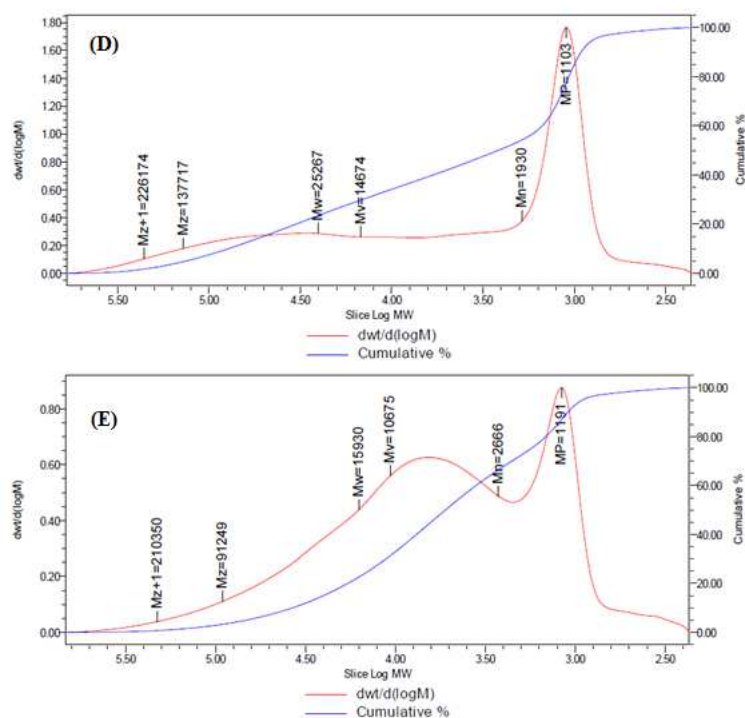 (D)
dwt/d(logM)
1.80
1.60
1.40
1.20
1.00
0.80
0.60
0.40
0.20
0.00
Mz+1=226174
Mz=137717
Mw=25267
Mv=14674
Mn=1930
MP=1103
100.00
80.00
60.00
40.00
20.00
0.00
Cumulative %
5.50
5.00
4.50
4.00
3.50
3.00
2.50
Slice Log MW
dwt/d(logM)
Cumulative %
(E)
dwt/d(logM)
0.80
0.60
0.40
0.20
0.00
Mz+1=210350
Mz=91249
Mw=15930
Mv=10675
Mn=2666
MP=1191
100.00
80.00
60.00
40.00
20.00
0.00
Cumulative %
5.50
5.00
4.50
4.00
3.50
3.00
2.50
Slice Log MW
dwt/d(logM)
Cumulative %